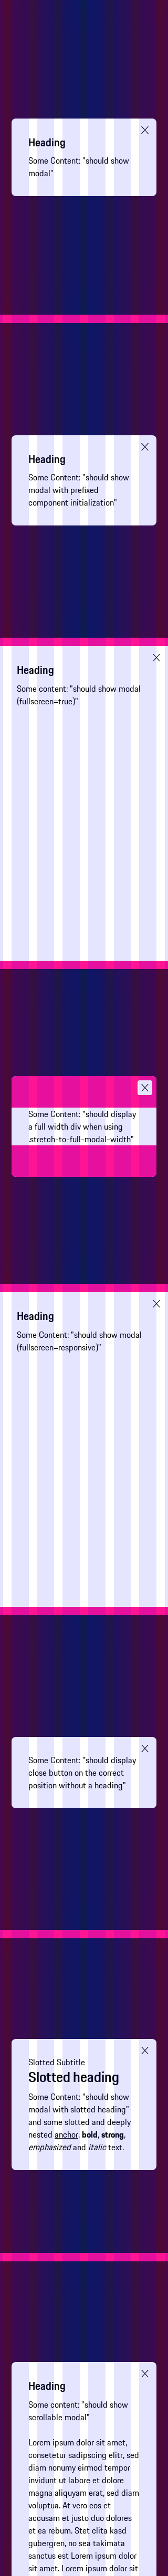 Heading
Some Content: "should show
modal"
Heading
Some Content: "should show
modal with prefixed
component initialization"
Heading
Some content: "should show modal
(fullscreen=true)"
Some Content: "should display
a full width div when using
.stretch-to-full-modal-width"
Heading
Some Content: "should show modal
(fullscreen=responsive)"
Some Content: "should display
close button on the correct
position without a heading"
Slotted Subtitle
Slotted heading
Some Content: "should show
modal with slotted heading"
and some slotted and deeply
nested anchor, bold, strong,
emphasized and italic text.
Heading
Some content: "should show
scrollable modal"
Lorem ipsum dolor sit amet,
consetetur sadipscing elitr, sed
diam nonumy eirmod tempor
invidunt ut labore et dolore
magna aliquyam erat, sed diam
voluptua. At vero eos et
accusam et justo duo dolores
et ea rebum. Stet clita kasd
gubergren, no sea takimata
sanctus est Lorem ipsum dolor
sit amet. Lorem ipsum dolor sit